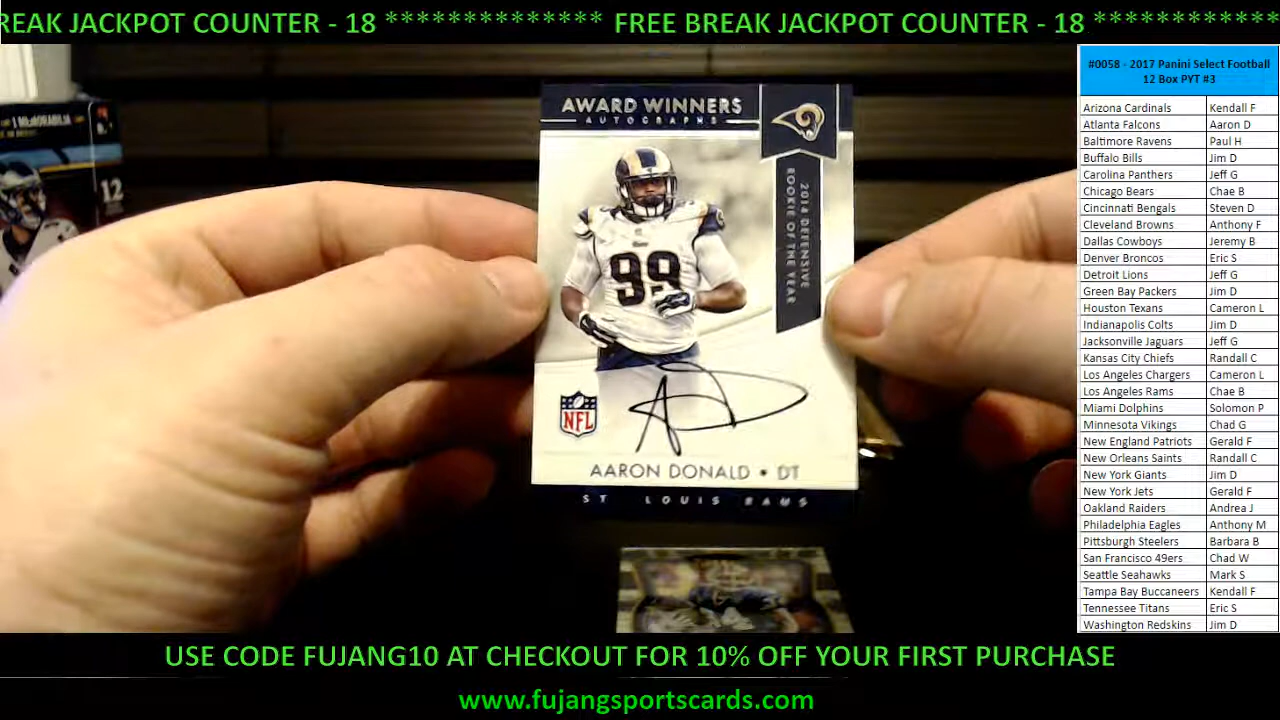 REAK JACKPOT COUNTER - 18 ************** FREE BREAK JACKPOT COUNTER - 18 ************
#0058 - 2017 Panini Select Football
12 Box PYT #3
Arizona Cardinals Kendall F
Atlanta Falcons Aaron D
Baltimore Ravens Paul H
Buffalo Bills Jim D
Carolina Panthers Jeff G
Chicago Bears Chae B
Cincinnati Bengals Steven D
Cleveland Browns Anthony F
Dallas Cowboys Jeremy B
Denver Broncos Eric S
Detroit Lions Jeff G
Green Bay Packers Jim D
Houston Texans Cameron L
Indianapolis Colts Jim D
Jacksonville Jaguars Jeff G
Kansas City Chiefs Randall C
Los Angeles Chargers Cameron L
Los Angeles Rams Chae B
Miami Dolphins Solomon P
Minnesota Vikings Chad G
New England Patriots Gerald F
New Orleans Saints Randall C
New York Giants Jim D
New York Jets Gerald F
Oakland Raiders Andrea J
Philadelphia Eagles Anthony M
Pittsburgh Steelers Barbara B
San Francisco 49ers Chad W
Seattle Seahawks Mark S
Tampa Bay Buccaneers Kendall F
Tennessee Titans Eric S
Washington Redskins Jim D
1 MEMORABILIA
12
AWARD WINNERS
AUTOGRAPHS
2014 DEFENSIVE
ROOKIE OF THE YEAR
99
NFL
AARON DONALD • DT
ST LOUIS RAMS
USE CODE FUJANG10 AT CHECKOUT FOR 10% OFF YOUR FIRST PURCHASE
www.fujangsportscards.com